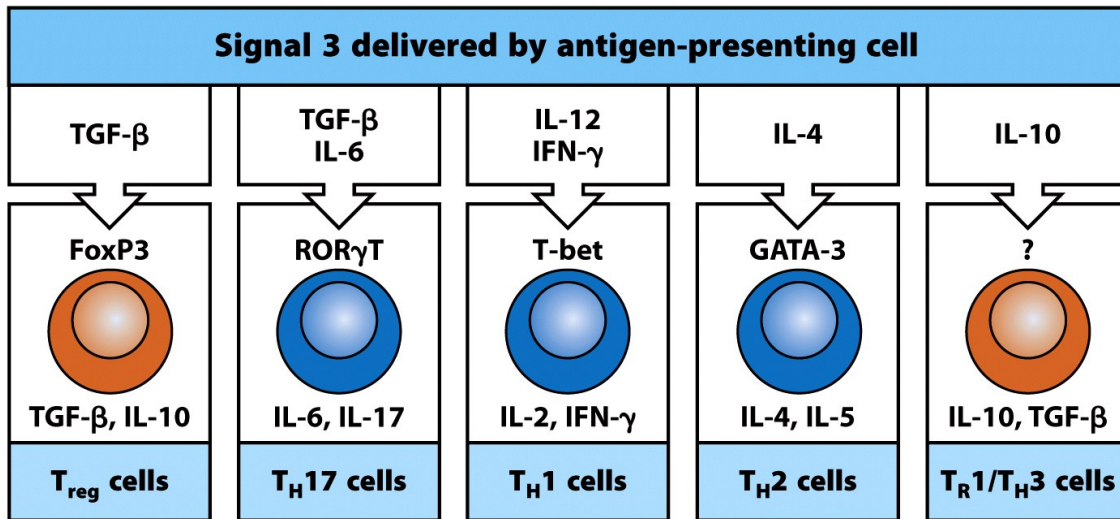 Signal 3 delivered by antigen-presenting cell
TGF-β
TGF-β
IL-6
IL-12
IFN-γ
IL-4
IL-10
FoxP3
RORγT
T-bet
GATA-3
?
TGF-β, IL-10
IL-6, IL-17
IL-2, IFN-γ
IL-4, IL-5
IL-10, TGF-β
Treg cells
TH17 cells
TH1 cells
TH2 cells
TR1/TH3 cells